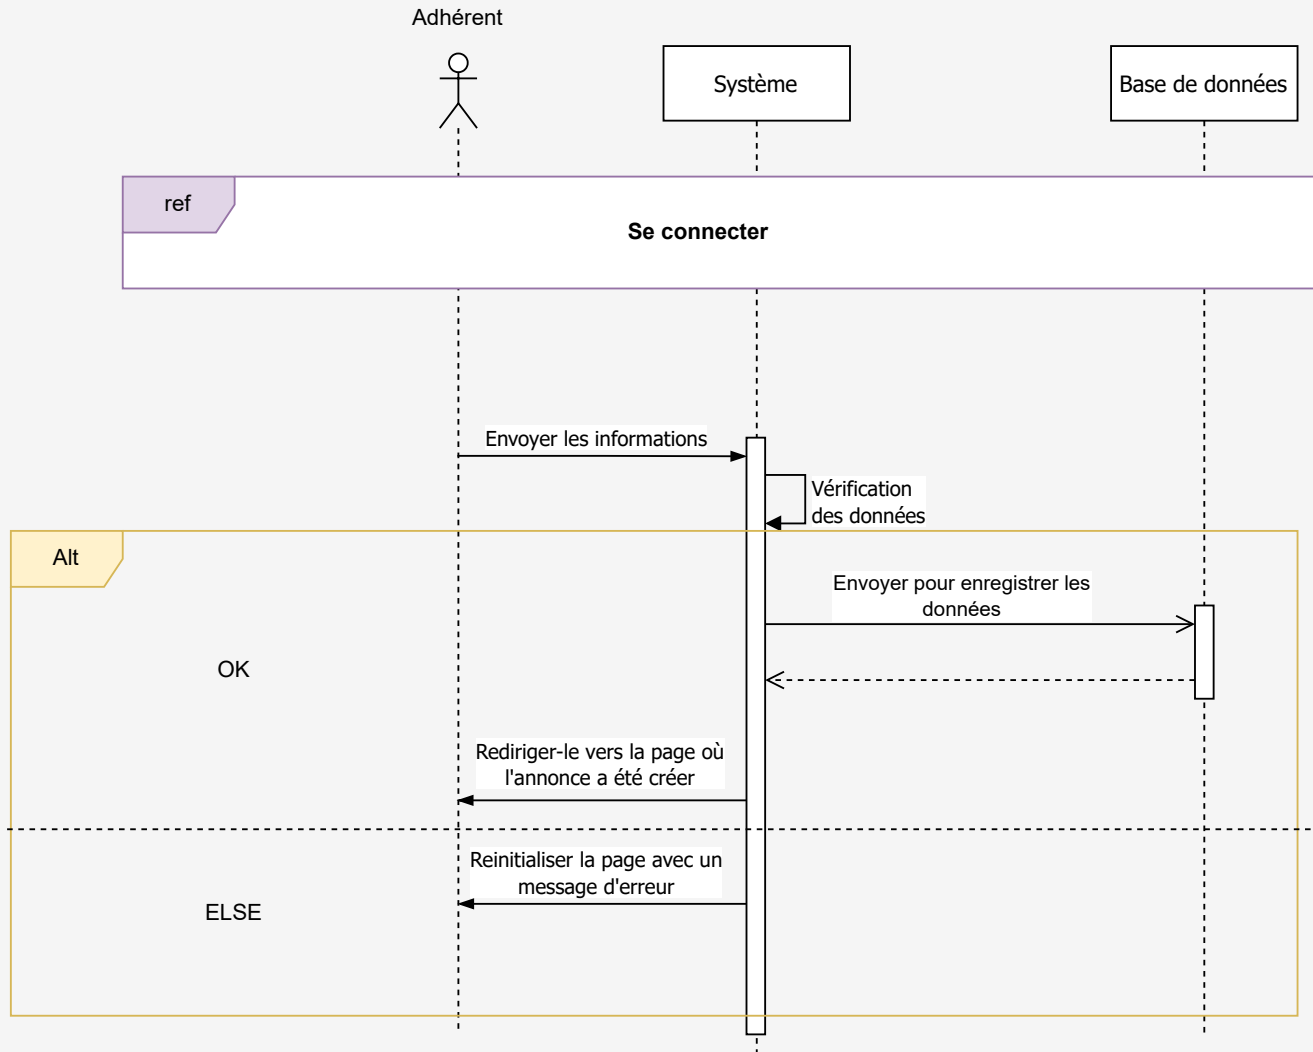 Adhérent
Système
Base de données
ref
Se connecter
Envoyer les informations
Vérification
des données
Alt
Envoyer pour enregistrer les
données
OK
Rediriger-le vers la page où
l'annonce a été créer
Reinitialiser la page avec un
message d'erreur
ELSE